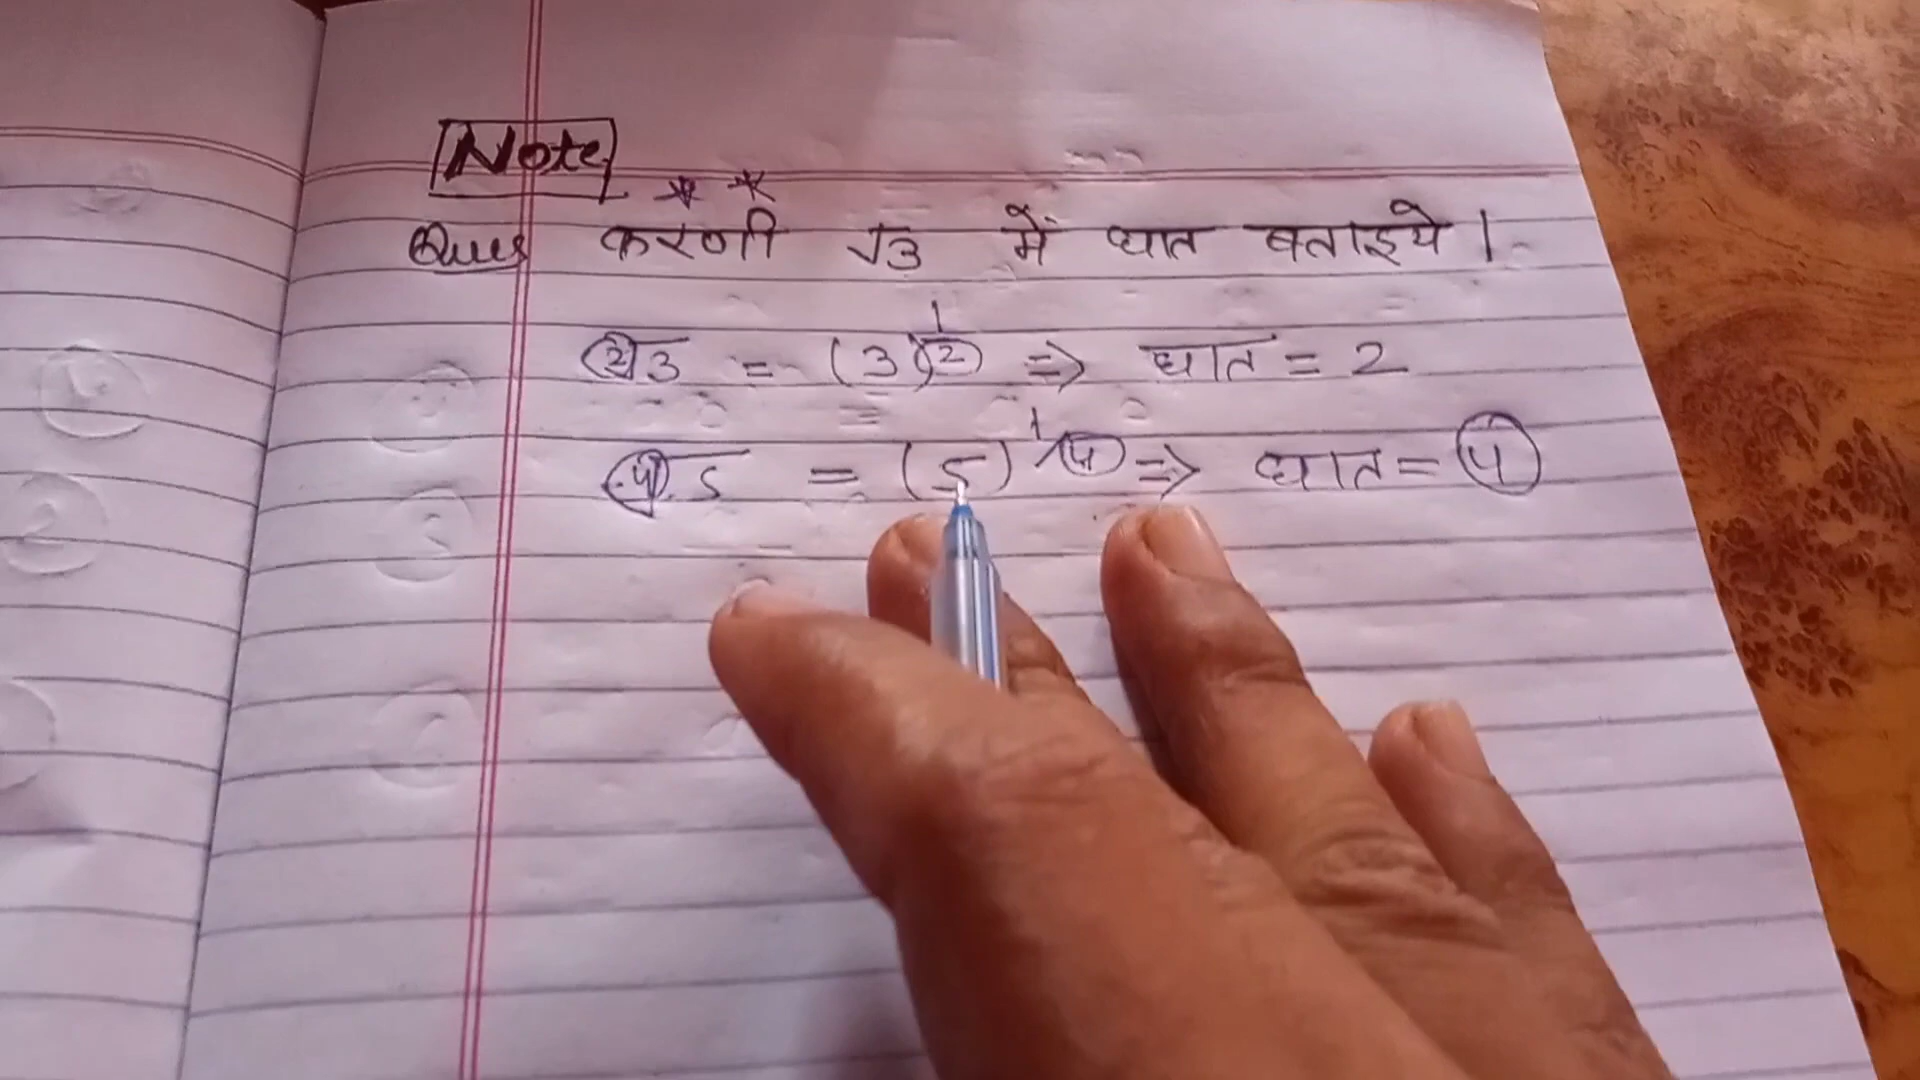 Note
Ques करणी √3 में घात बताइये।
²√3 = (3)^1/2 => घात = 2
⁴√5 = (5)^1/4 => घात = 4